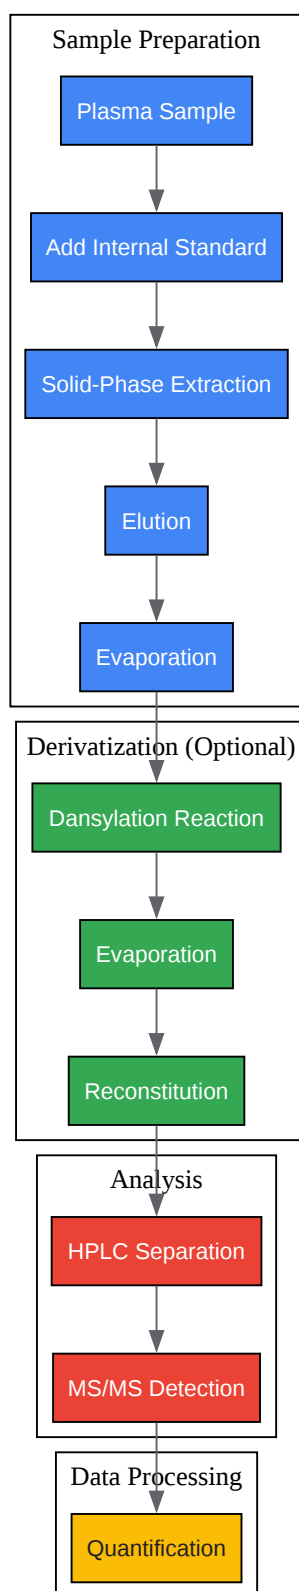 Sample Preparation
Plasma Sample
Add Internal Standard
Solid-Phase Extraction
Elution
Evaporation
Derivatization (Optional)
Dansylation Reaction
Evaporation
Reconstitution
Analysis
HPLC Separation
MS/MS Detection
Data Processing
Quantification